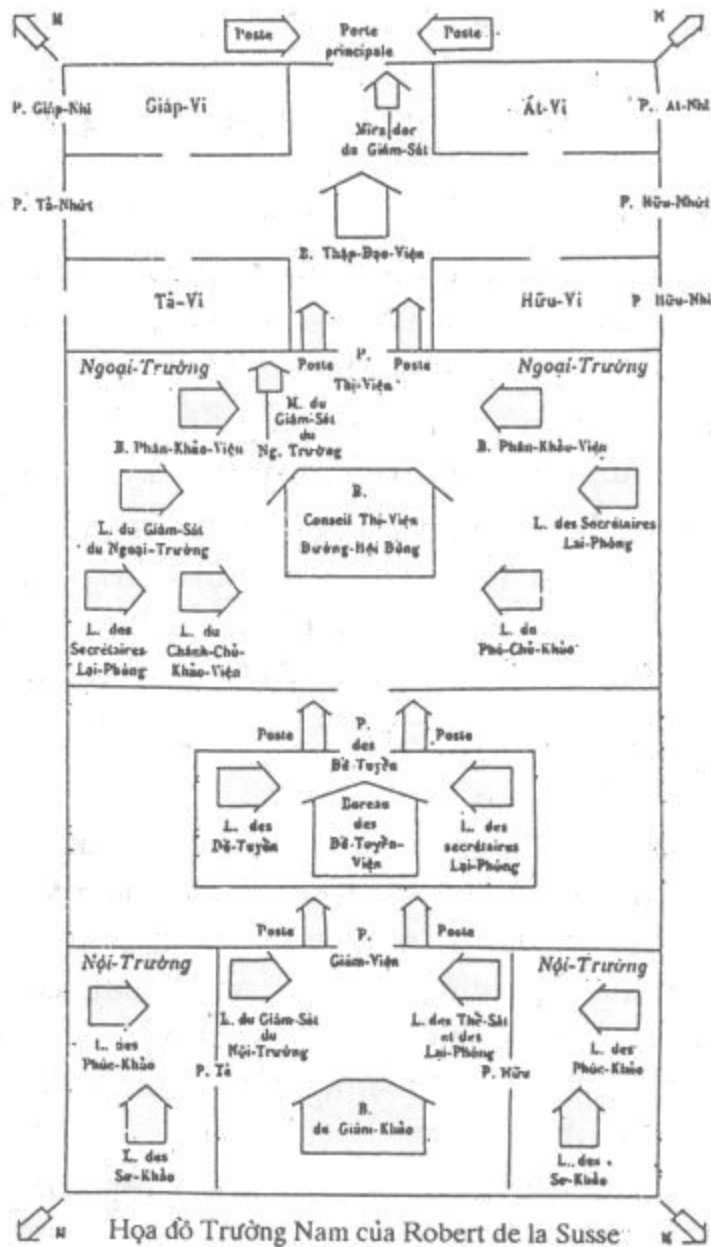 M
Poste
Porte
principale
Poste
M
P. Giáp-Nhi
Giáp-Vi
Ất-Vi
P. Ất-Nhi
Mirador
du Giám-Sát
P. Tả-Nhứt
P. Hữu-Nhứt
B. Thập-Đạo-Viện
Tả-Vi
Hữu-Vi
P. Hữu-Nhi
Poste
P.
Thị-Viện
Poste
Ngoại-Trường
Ngoại-Trường
M. du
Giám-Sát
du
Ng. Trường
B. Phân-Khảo-Viện
B. Phân-Khảo-Viện
B.
Conseil Thị-Viện
Đường-Hội Đồng
L. du Giám-Sát
du Ngoại-Trường
L. des Secrétaires
Lại-Phòng
L. des
Secrétaires
Lại-Phòng
L. du
Chánh-Chủ-
Khảo-Viện
L. du
Phó-Chủ-Khảo
Poste
P.
des
Đề-Tuyển
Poste
L. des
Đề-Tuyển
Bureau
des
Đề-Tuyển-
Viện
L. des
secrétaires
Lại-Phòng
Poste
P.
Giám-Viện
Poste
Nội-Trường
Nội-Trường
L. des
Phúc-Khảo
L. du Giám-Sát
du
Nội-Trường
L. des Thể-Sát
et des
Lại-Phòng
L. des
Phúc-Khảo
P. Tả
P. Hữu
B.
de Giám-Khảo
L. des
Sơ-Khảo
L. des
Sơ-Khảo
M
M
Họa đồ Trường Nam của Robert de la Susse